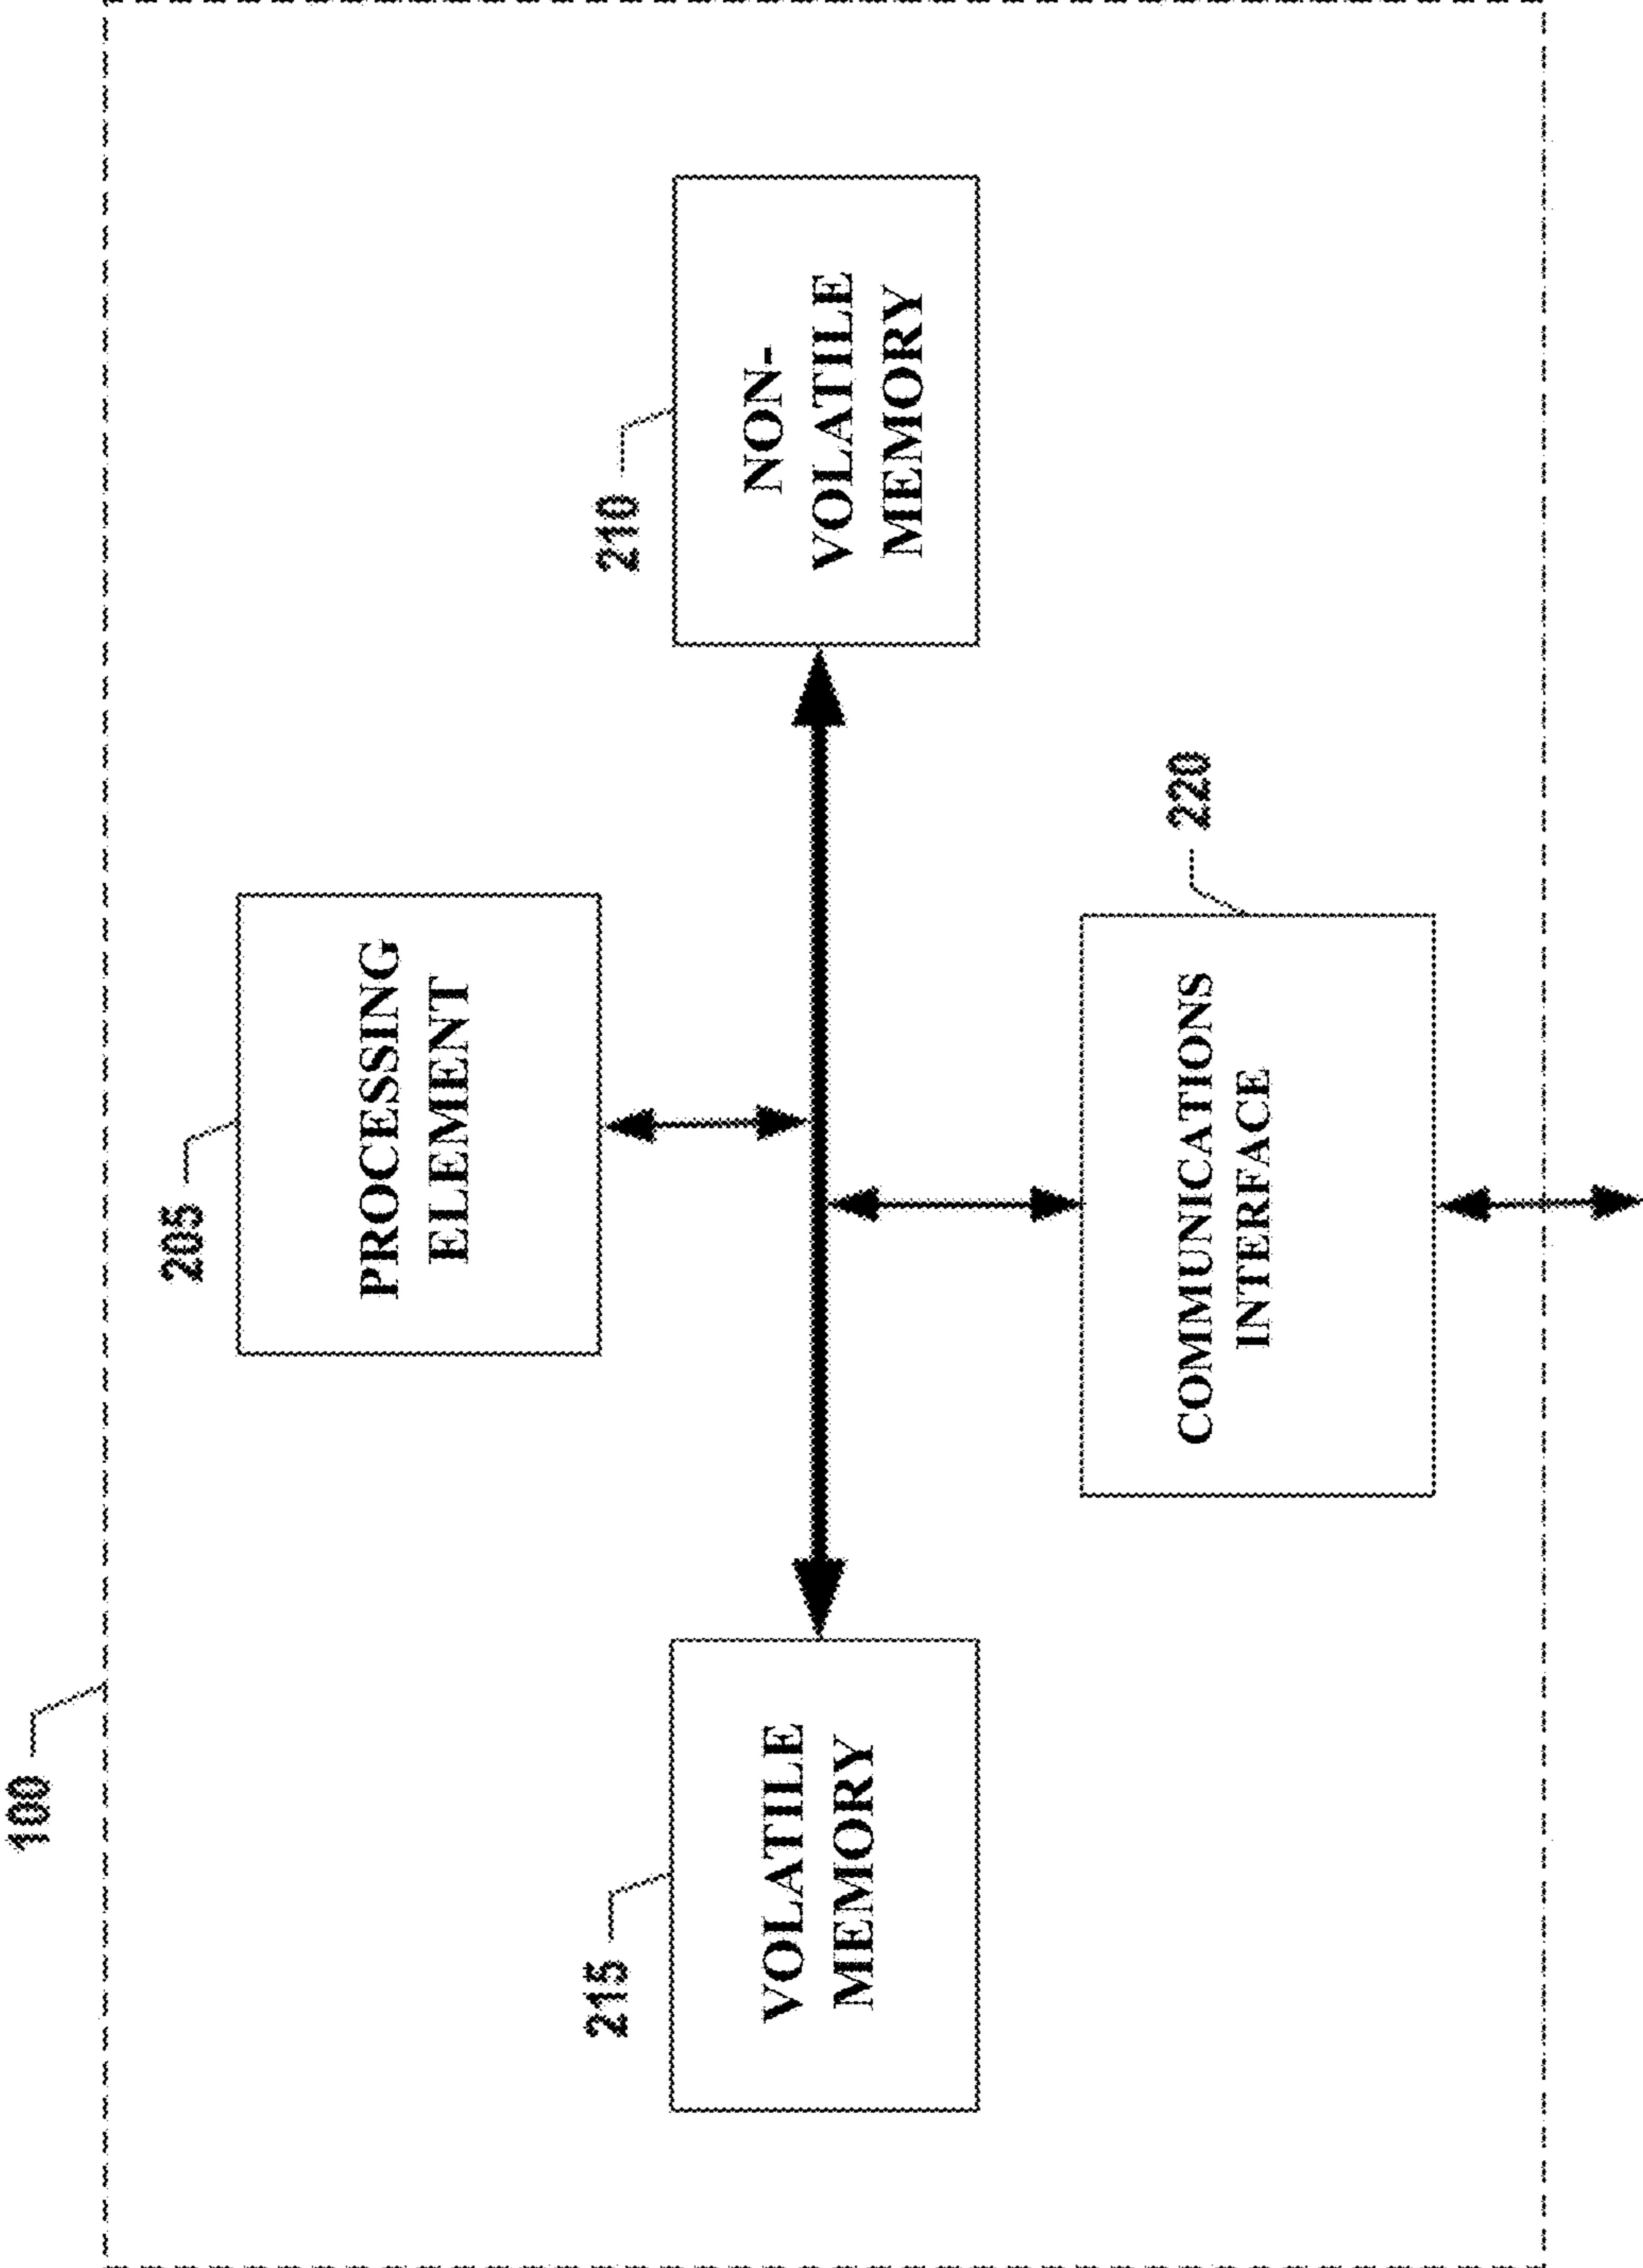 100
205
PROCESSING
ELEMENT
215
VOLATILE
MEMORY
210
NON-
VOLATILE
MEMORY
220
COMMUNICATIONS
INTERFACE